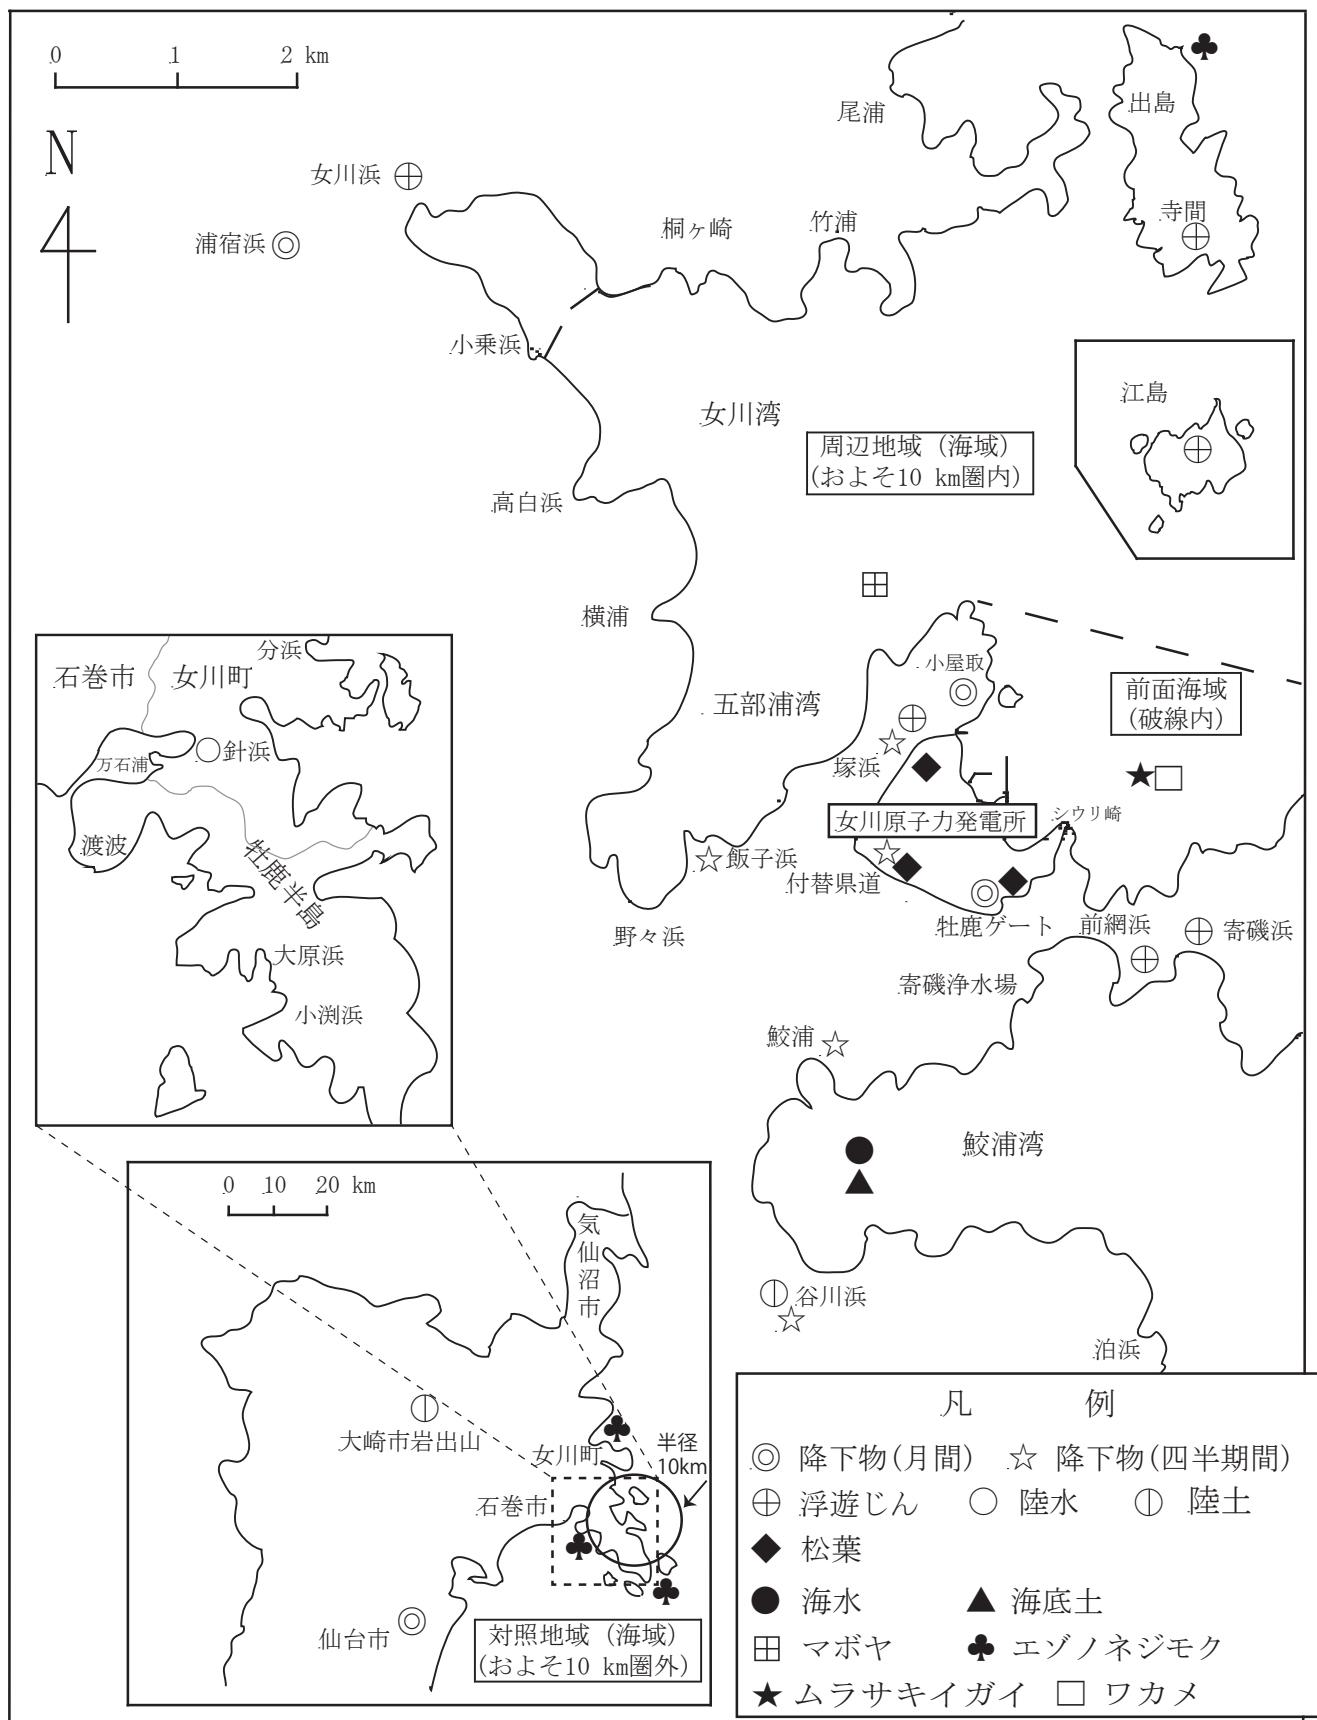 0 1 2 km
N
尾浦
出島
女川浜
浦宿浜
桐ヶ崎
竹浦
寺間
小乗浜
江島
女川湾
周辺地域 (海域)
(およそ10 km圏内)
高白浜
横浦
小屋取
五部浦湾
前面海域
(破線内)
塚浜
女川原子力発電所
シウリ崎
飯子浜
付替県道
野々浜
牡鹿ゲート
前網浜
寄磯浜
寄磯浄水場
鮫浦
鮫浦湾
谷川浜
泊浜
石巻市
女川町
分浜
針浜
万石浦
渡波
牡鹿半島
大原浜
小渕浜
0 10 20 km
気仙沼市
大崎市岩出山
女川町
半径
10km
石巻市
仙台市
対照地域 (海域)
(およそ10 km圏外)
凡 例
◎ 降下物(月間) ☆ 降下物(四半期間)
⊕ 浮遊じん ○ 陸水 ⦶ 陸土
◆ 松葉
● 海水 ▲ 海底土
⊞ マボヤ ♣ エゾノネジモク
★ ムラサキイガイ □ ワカメ